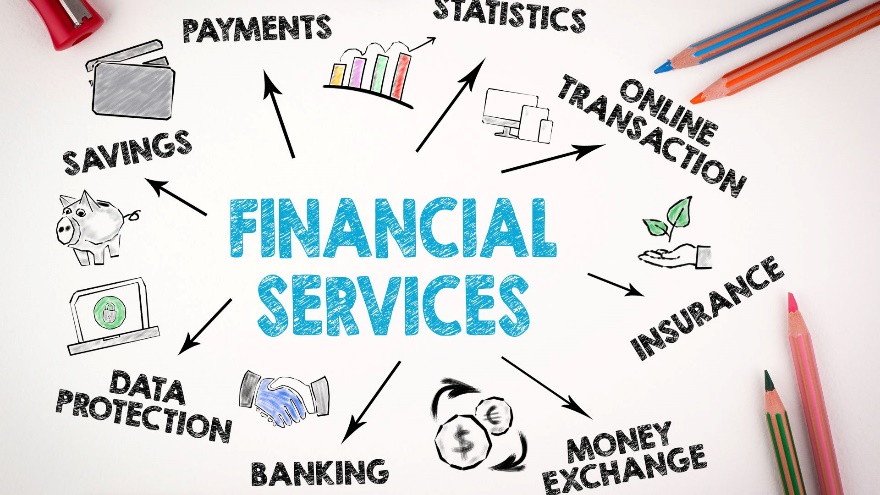 PAYMENTS
STATISTICS
ONLINE
TRANSACTION
SAVINGS
FINANCIAL
SERVICES
INSURANCE
DATA
PROTECTION
BANKING
MONEY
EXCHANGE
$
€